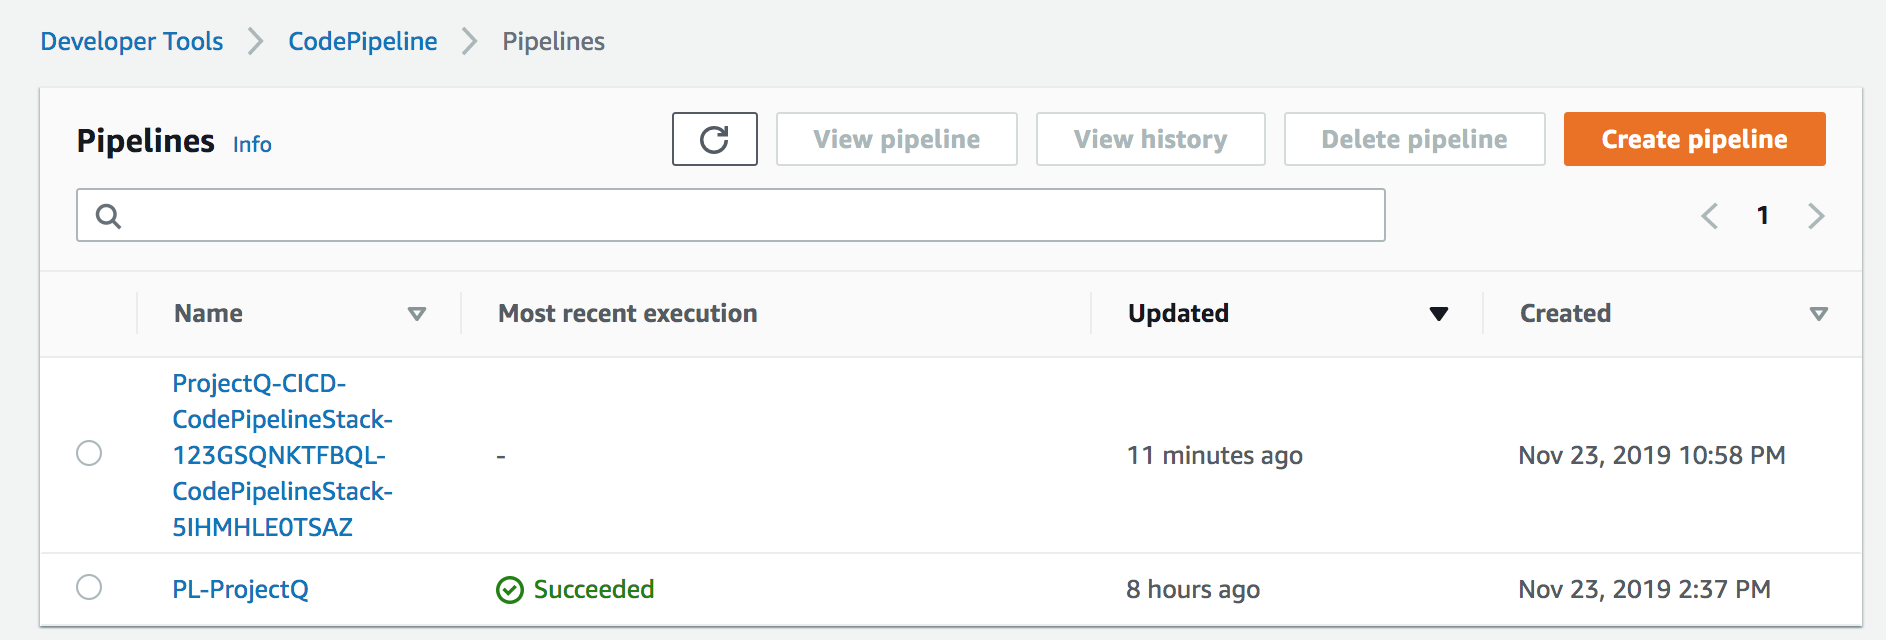 Developer Tools > CodePipeline > Pipelines
Pipelines Info View pipeline View history Delete pipeline Create pipeline
1
Name Most recent execution Updated Created
ProjectQ-CICD-
CodePipelineStack-
123GSQNKTFBQL- - 11 minutes ago Nov 23, 2019 10:58 PM
CodePipelineStack-
5IHMHLE0TSAZ
PL-ProjectQ Succeeded 8 hours ago Nov 23, 2019 2:37 PM